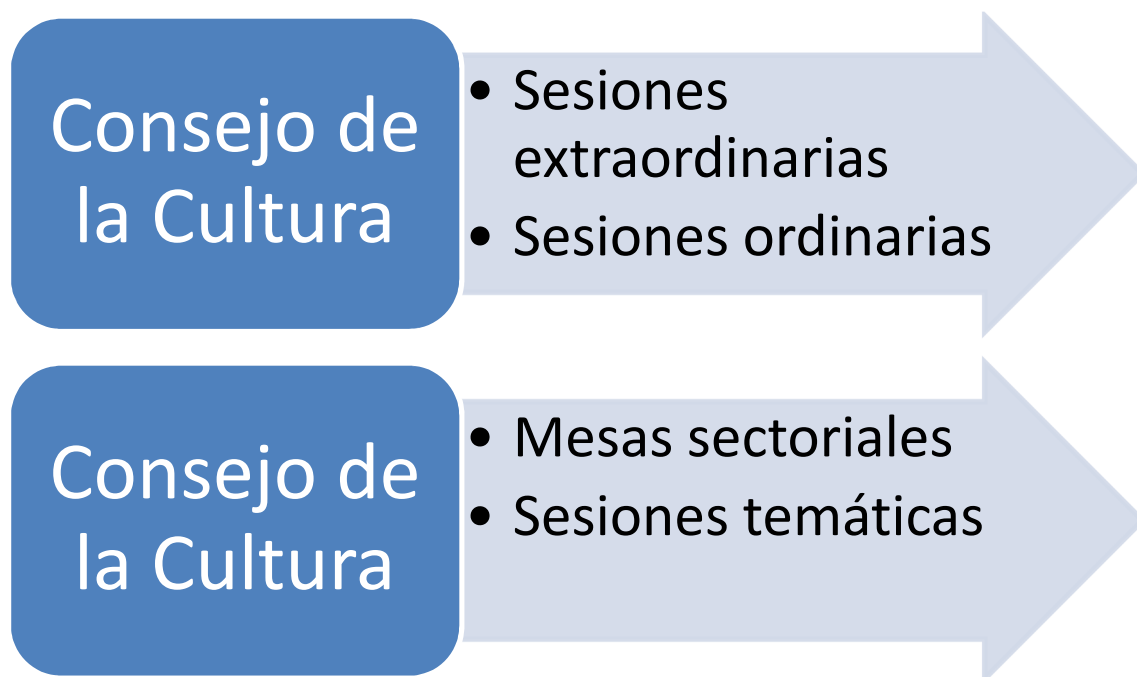 Consejo de
la Cultura
• Sesiones
extraordinarias
• Sesiones ordinarias
Consejo de
la Cultura
• Mesas sectoriales
• Sesiones temáticas